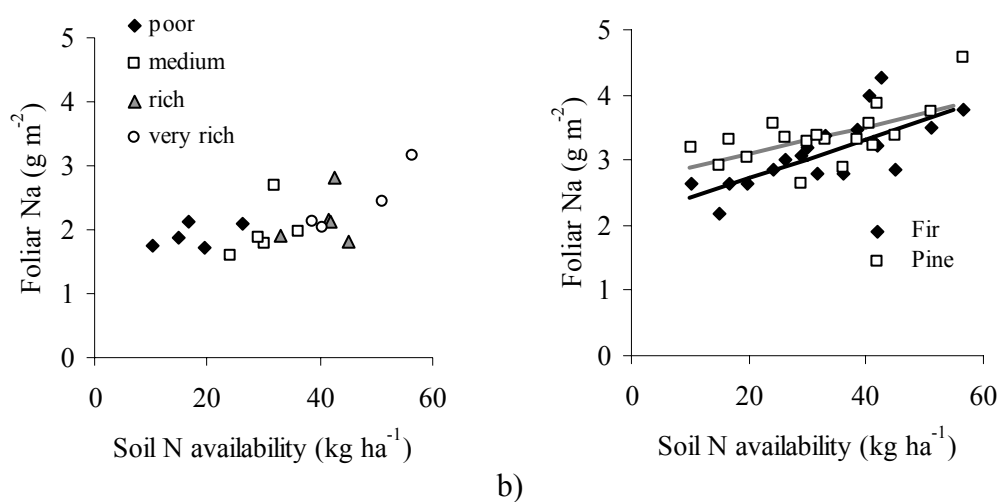 poor
medium
rich
very rich
5
4
3
2
1
0
Foliar Na (g m⁻²)
0
20
40
60
Soil N availability (kg ha⁻¹)
5
4
3
2
1
0
Foliar Na (g m⁻²)
Fir
Pine
0
20
40
60
Soil N availability (kg ha⁻¹)
b)